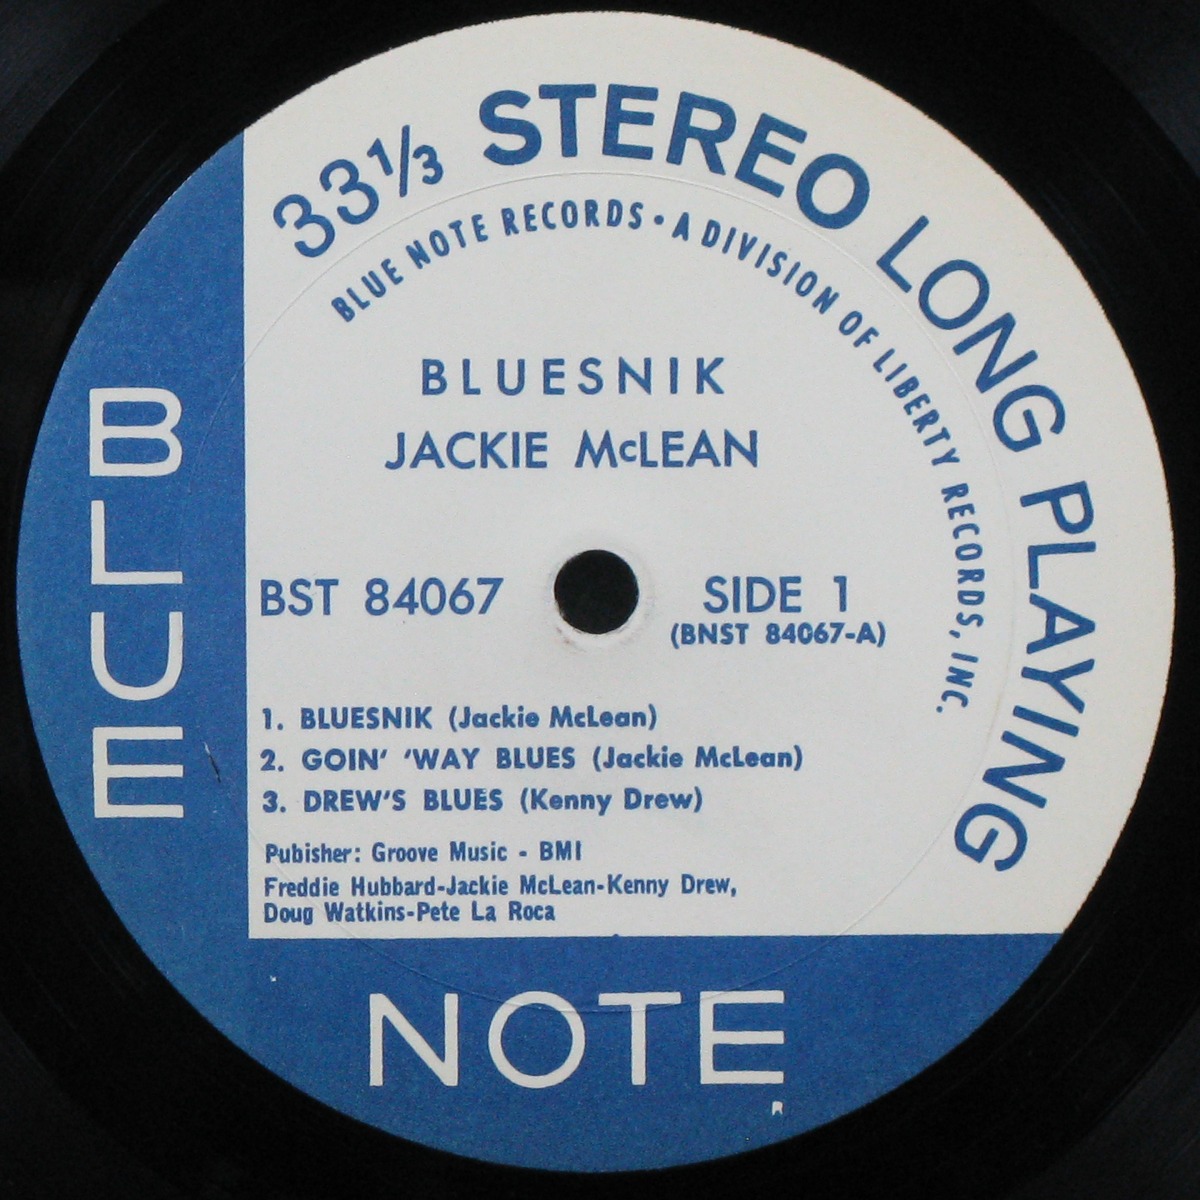 33 1/3 STEREO LONG PLAYING
BLUE NOTE RECORDS • A DIVISION OF LIBERTY RECORDS, INC.
BLUESNIK
JACKIE McLEAN
BST 84067
SIDE 1
(BNST 84067-A)
1. BLUESNIK (Jackie McLean)
2. GOIN' 'WAY BLUES (Jackie McLean)
3. DREW'S BLUES (Kenny Drew)
Pubisher: Groove Music - BMI
Freddie Hubbard-Jackie McLean-Kenny Drew,
Doug Watkins-Pete La Roca
BLUE
NOTE